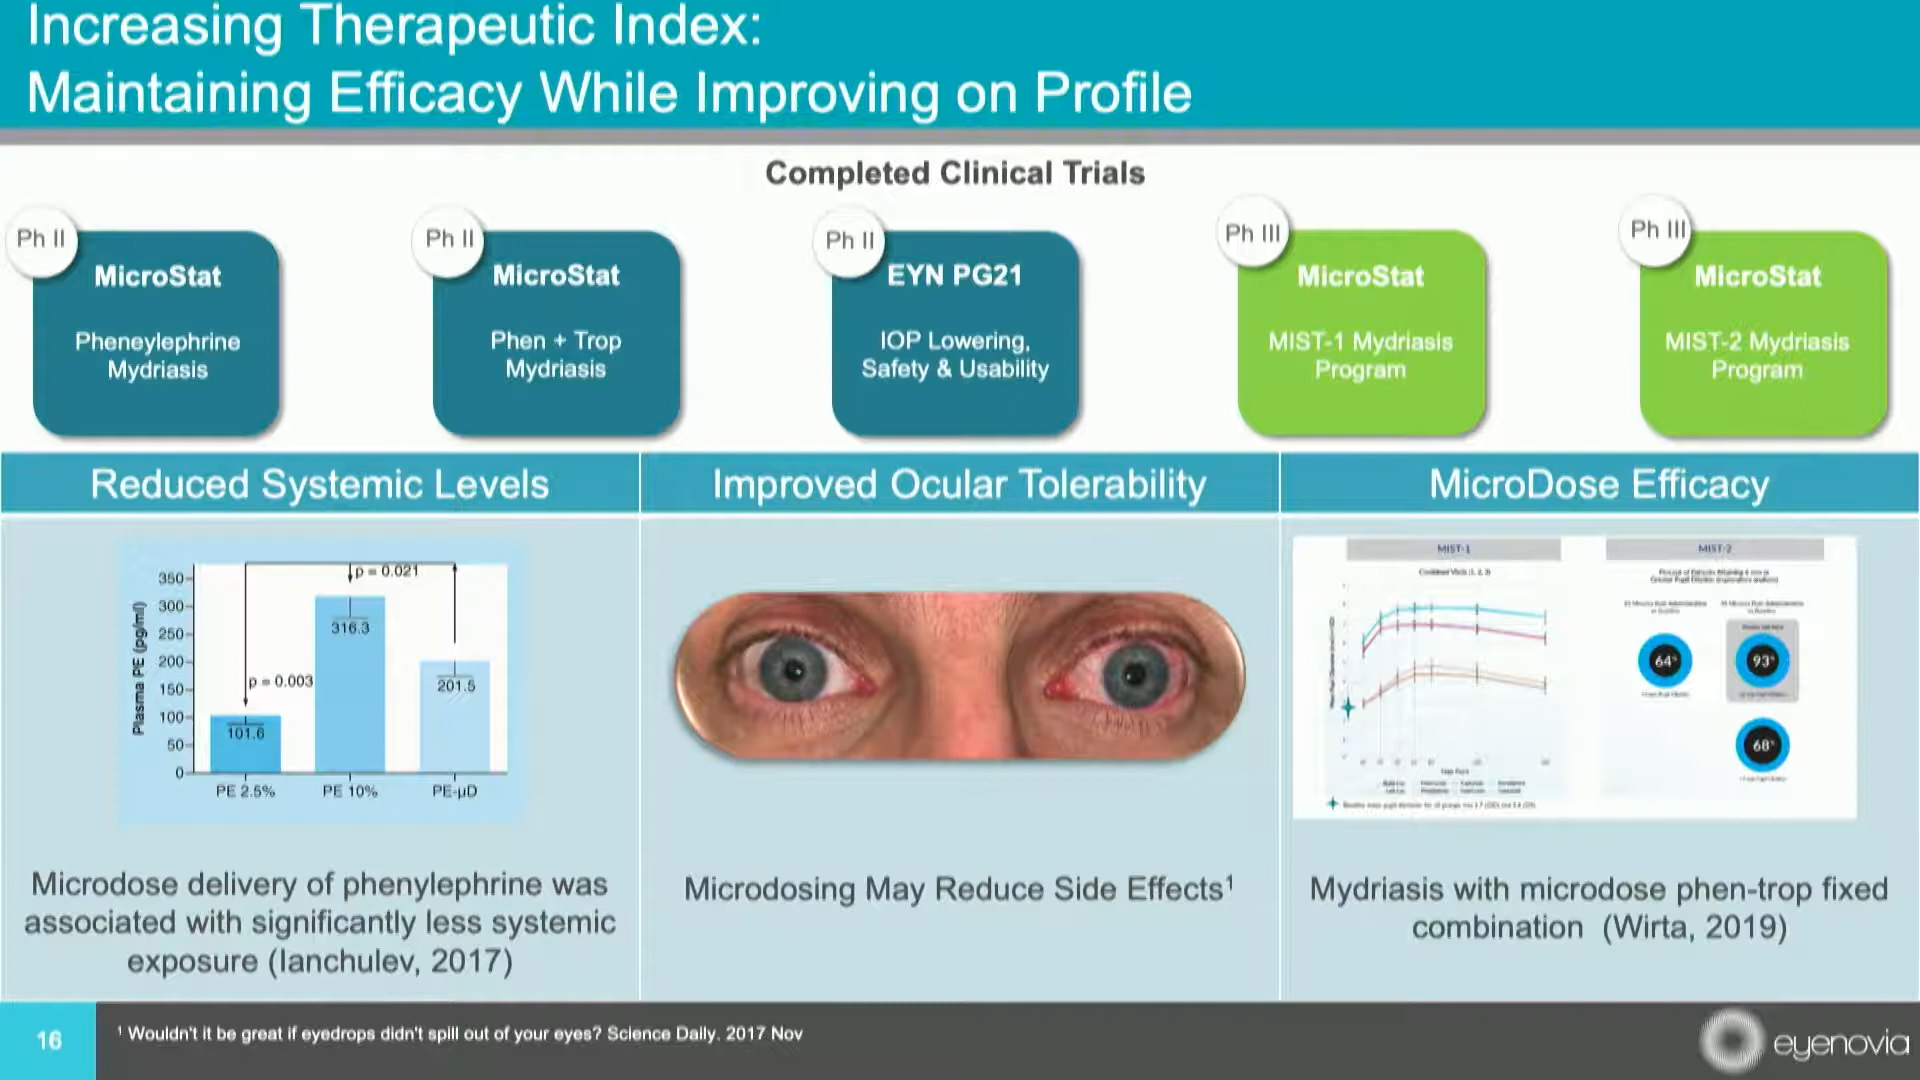 Increasing Therapeutic Index:
Maintaining Efficacy While Improving on Profile
Completed Clinical Trials
Ph II
MicroStat
Pheneylephrine
Mydriasis
Ph II
MicroStat
Phen + Trop
Mydriasis
Ph II
EYN PG21
IOP Lowering,
Safety & Usability
Ph III
MicroStat
MIST-1 Mydriasis
Program
Ph III
MicroStat
MIST-2 Mydriasis
Program
Reduced Systemic Levels
Plasma PE (pg/ml)
350
300
250
200
150
100
50
0
p = 0.021
p = 0.003
101.6
316.3
201.5
PE 2.5%
PE 10%
PE-µD
Microdose delivery of phenylephrine was
associated with significantly less systemic
exposure (Ianchulev, 2017)
Improved Ocular Tolerability
Microdosing May Reduce Side Effects¹
MicroDose Efficacy
MIST-1
Combined Visits (1, 2, 3)
MIST-2
64%
93%
68%
Mydriasis with microdose phen-trop fixed
combination (Wirta, 2019)
16
¹ Wouldn't it be great if eyedrops didn't spill out of your eyes? Science Daily. 2017 Nov
eyenovia